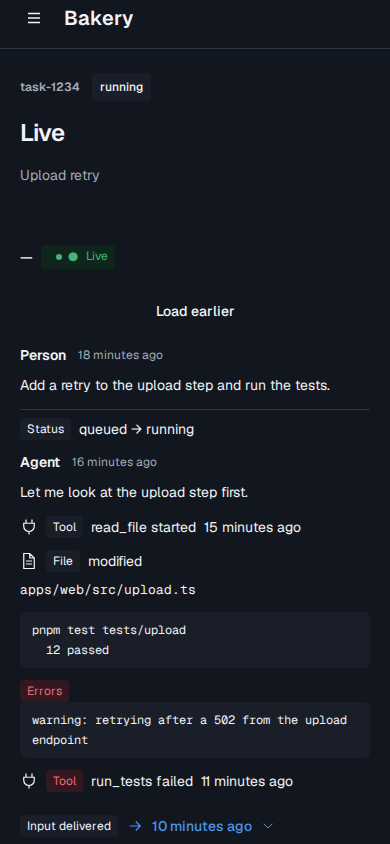 Bakery
task-1234 running
Live
Upload retry
— Live
Load earlier
Person 18 minutes ago
Add a retry to the upload step and run the tests.
Status queued → running
Agent 16 minutes ago
Let me look at the upload step first.
Tool read_file started 15 minutes ago
File modified
apps/web/src/upload.ts
pnpm test tests/upload
12 passed
Errors
warning: retrying after a 502 from the upload
endpoint
Tool run_tests failed 11 minutes ago
Input delivered → 10 minutes ago